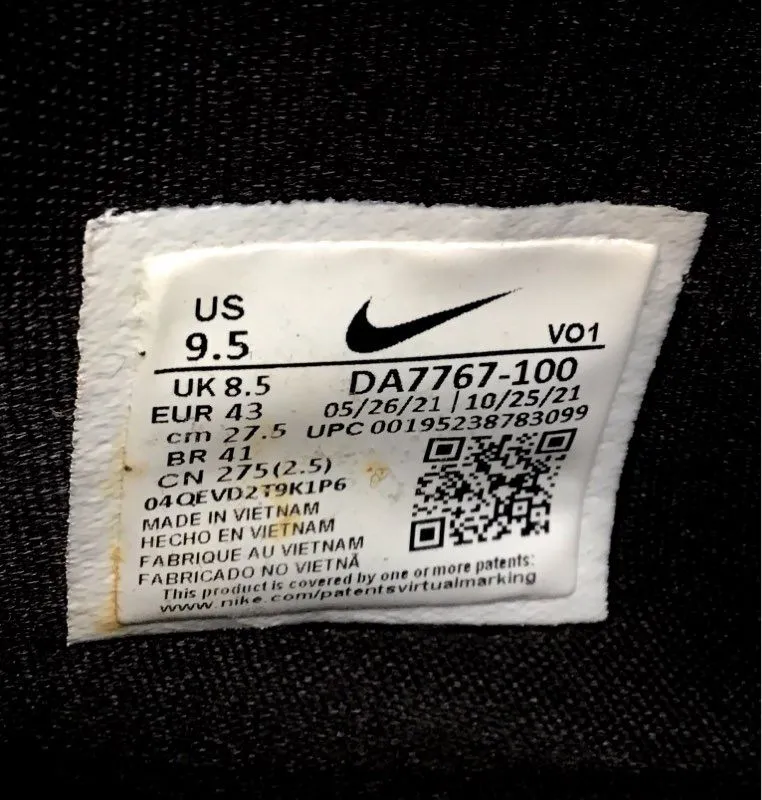 US
9.5
VO1
UK 8.5
DA7767-100
EUR 43
05/26/21 | 10/25/21
cm 27.5
UPC 00195238783099
BR 41
CN 275(2.5)
04QEVD2T9K1P6
MADE IN VIETNAM
HECHO EN VIETNAM
FABRIQUE AU VIETNAM
FABRICADO NO VIETNÃ
This product is covered by one or more patents:
www.nike.com/patentsvirtualmarking